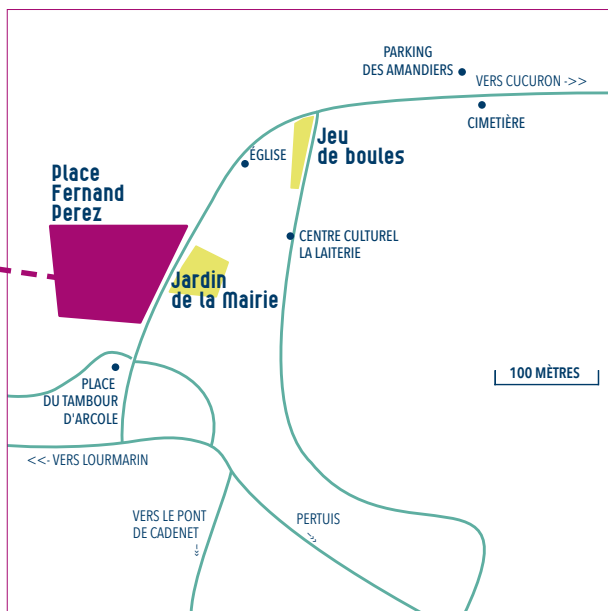 PARKING
DES AMANDIERS
VERS CUCURON ->>
CIMETIÈRE
Jeu
de boules
ÉGLISE
Place
Fernand
Perez
CENTRE CULTUREL
LA LAITERIE
Jardin
de la Mairie
100 MÈTRES
PLACE
DU TAMBOUR
D'ARCOLE
<<- VERS LOURMARIN
VERS LE PONT
DE CADENET
->>
PERTUIS
->>